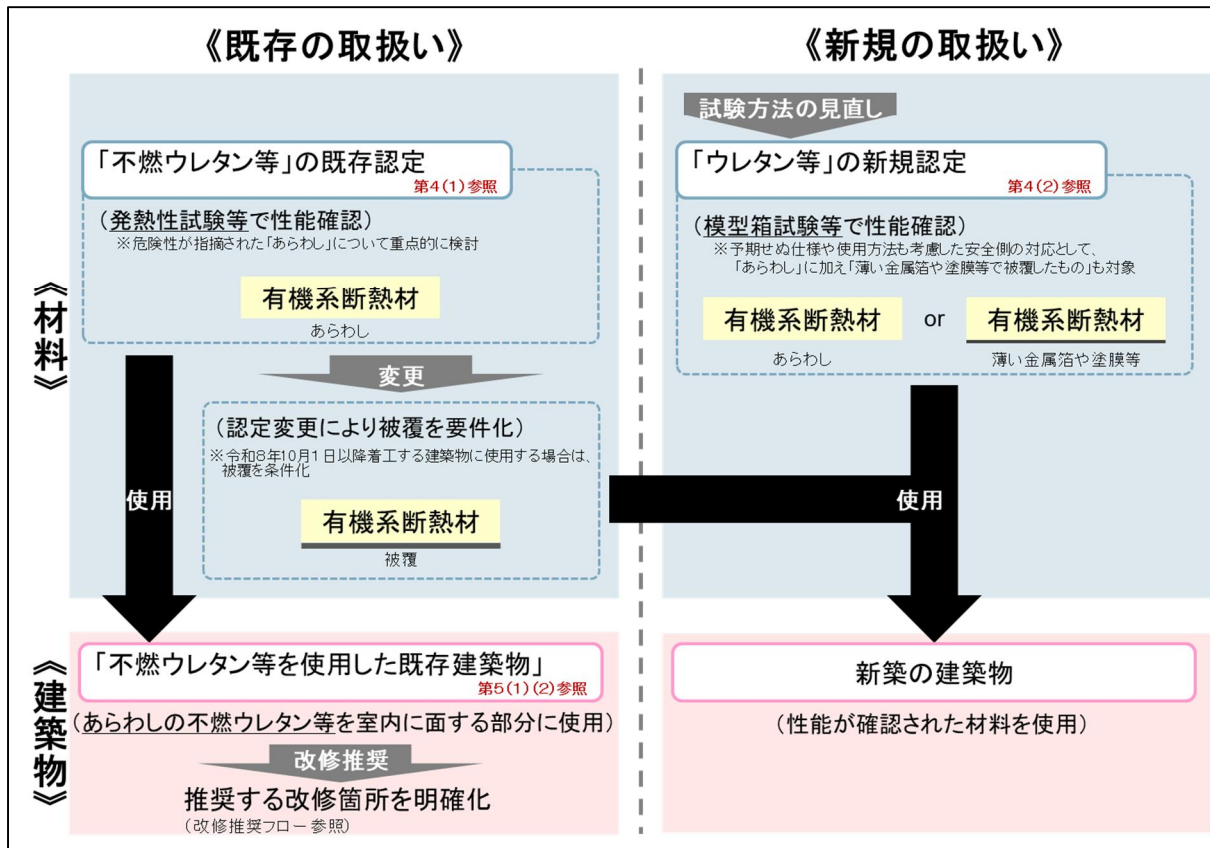 《既存の取扱い》
《材料》
「不燃ウレタン等」の既存認定
第4(1)参照
(発熱性試験等で性能確認)
※危険性が指摘された「あらわし」について重点的に検討
有機系断熱材
あらわし
変更
(認定変更により被覆を要件化)
※令和8年10月1日以降着工する建築物に使用する場合は、
被覆を条件化
有機系断熱材
被覆
使用
《新規の取扱い》
試験方法の見直し
「ウレタン等」の新規認定
第4(2)参照
(模型箱試験等で性能確認)
※予期せぬ仕様や使用方法も考慮した安全側の対応として、
「あらわし」に加え「薄い金属箔や塗膜等で被覆したもの」も対象
有機系断熱材 or 有機系断熱材
あらわし 薄い金属箔や塗膜等
使用
《建築物》
「不燃ウレタン等を使用した既存建築物」
第5(1)(2)参照
(あらわしの不燃ウレタン等を室内に面する部分に使用)
改修推奨
推奨する改修箇所を明確化
(改修推奨フロー参照)
新築の建築物
(性能が確認された材料を使用)